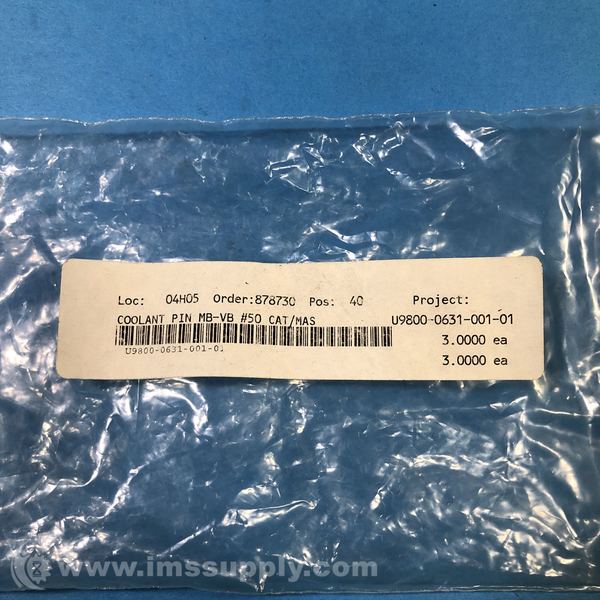 Loc: 04H05 Order:878730 Pos: 40 Project:
COOLANT PIN MB-VB #50 CAT/MAS U9800-0631-001-01
3.0000 ea
U9800-0631-001-01
3.0000 ea
www.imssupply.com